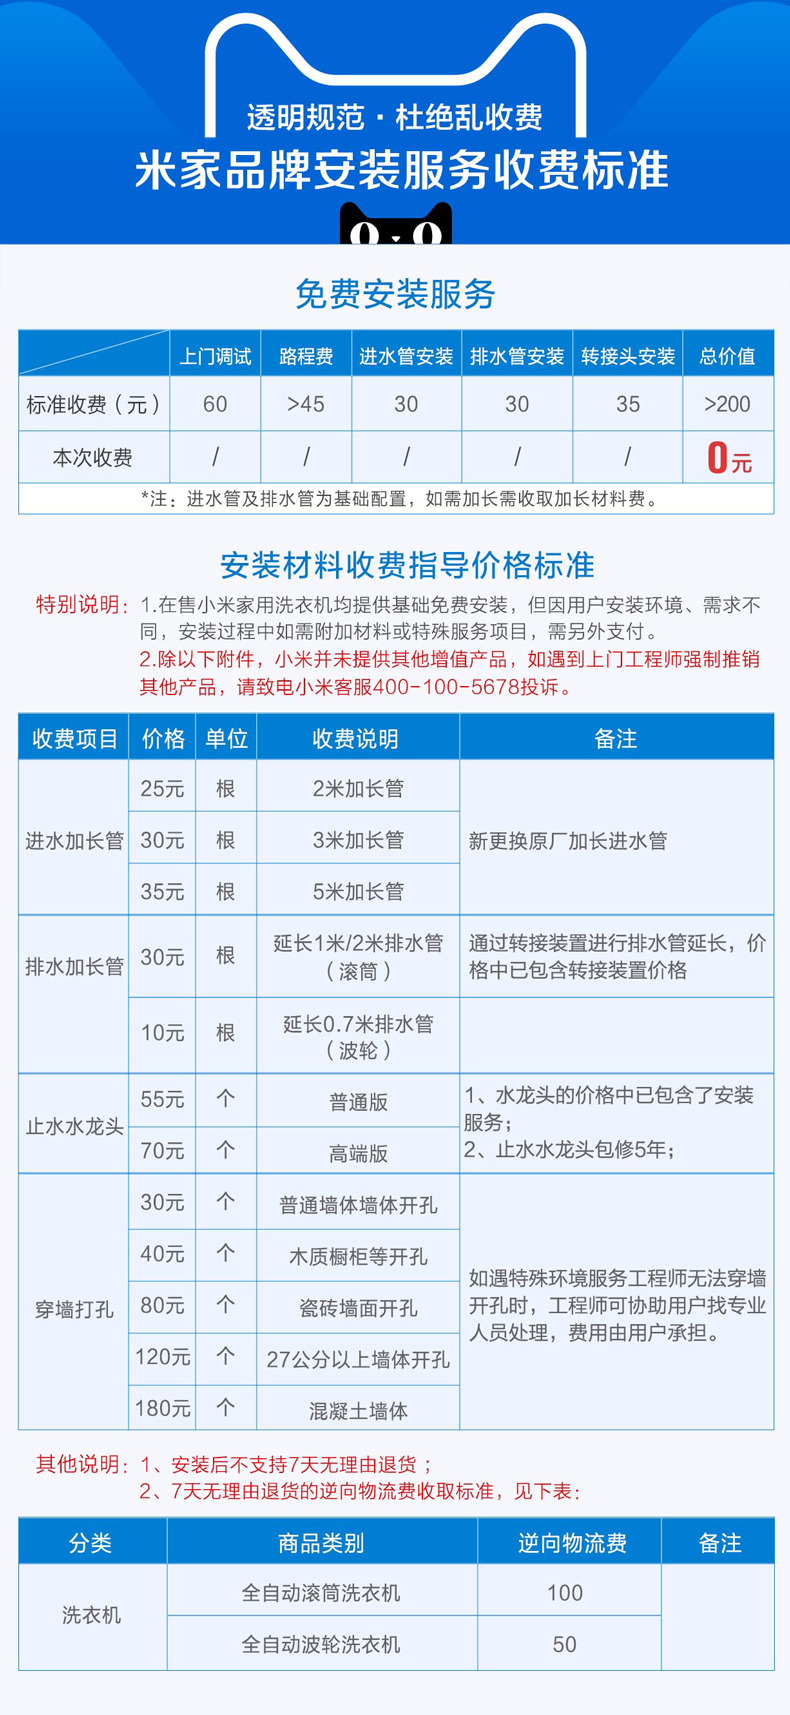 透明规范·杜绝乱收费
米家品牌安装服务收费标准
免费安装服务
上门调试 路程费 进水管安装 排水管安装 转接头安装 总价值
标准收费（元） 60 >45 30 30 35 >200
本次收费 / / / / / 0元
*注：进水管及排水管为基础配置，如需加长需收取加长材料费。
安装材料收费指导价格标准
特别说明：1.在售小米家用洗衣机均提供基础免费安装，但因用户安装环境、需求不
同，安装过程中如需附加材料或特殊服务项目，需另外支付。
2.除以下附件，小米并未提供其他增值产品，如遇到上门工程师强制推销
其他产品，请致电小米客服400-100-5678投诉。
收费项目 价格 单位 收费说明 备注
进水加长管
25元 根 2米加长管
30元 根 3米加长管
35元 根 5米加长管
新更换原厂加长进水管
排水加长管
30元 根 延长1米/2米排水管
（滚筒）
通过转接装置进行排水管延长，价
格中已包含转接装置价格
10元 根 延长0.7米排水管
（波轮）
止水水龙头
55元 个 普通版
70元 个 高端版
1、水龙头的价格中已包含了安装
服务；
2、止水水龙头包修5年；
穿墙打孔
30元 个 普通墙体墙体开孔
40元 个 木质橱柜等开孔
80元 个 瓷砖墙面开孔
120元 个 27公分以上墙体开孔
180元 个 混凝土墙体
如遇特殊环境服务工程师无法穿墙
开孔时，工程师可协助用户找专业
人员处理，费用由用户承担。
其他说明：1、安装后不支持7天无理由退货；
2、7天无理由退货的逆向物流费收取标准，见下表：
分类 商品类别 逆向物流费 备注
洗衣机
全自动滚筒洗衣机 100
全自动波轮洗衣机 50